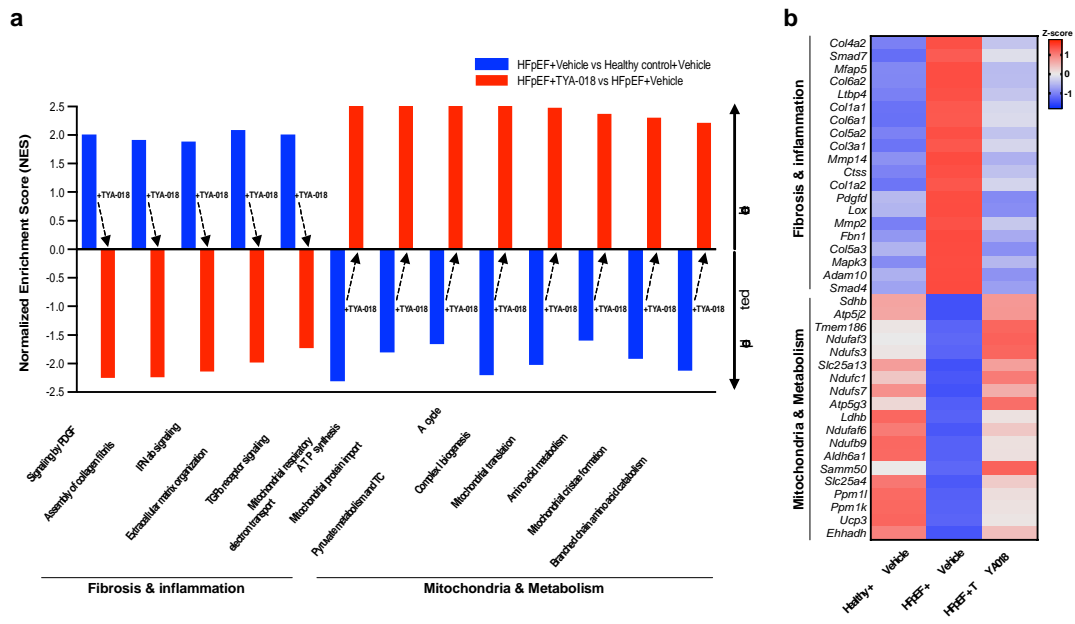 a
HFpEF+Vehicle vs Healthy control+Vehicle
HFpEF+TYA-018 vs HFpEF+Vehicle
Normalized Enrichment Score (NES)
2.5
2.0
1.5
1.0
0.5
0.0
-0.5
-1.0
-1.5
-2.0
-2.5
+TYA-018
+TYA-018
+TYA-018
+TYA-018
+TYA-018
+TYA-018
+TYA-018
+TYA-018
+TYA-018
+TYA-018
+TYA-018
+TYA-018
+TYA-018
ted
Signaling by PDGF
Assembly of collagen fibrils
IFN ab signaling
Extracellular matrix organization
TGFb receptor signaling
Mitochondrial respiratory
electron transport
ATP synthesis
Mitochondrial protein import
Pyruvate metabolism and TC
A cycle
Complex I biogenesis
Mitochondrial translation
Amino acid metabolism
Mitochondrial cristae formation
Branched chain amino acid catabolism
Fibrosis & inflammation
Mitochondria & Metabolism
b
Z-score
1
0
-1
Fibrosis & inflammation
Col4a2
Smad7
Mfap5
Col6a2
Ltbp4
Col1a1
Col6a1
Col5a2
Col3a1
Mmp14
Ctss
Col1a2
Pdgfd
Lox
Mmp2
Fbn1
Col5a3
Mapk3
Adam10
Smad4
Mitochondria & Metabolism
Sdhb
Atp5j2
Tmem186
Ndufaf3
Ndufs3
Slc25a13
Ndufc1
Ndufs7
Atp5g3
Ldhb
Ndufaf6
Ndufb9
Aldh6a1
Samm50
Slc25a4
Ppm1l
Ppm1k
Ucp3
Ehhadh
Healthy + Vehicle
HFpEF + Vehicle
HFpEF + T YA018